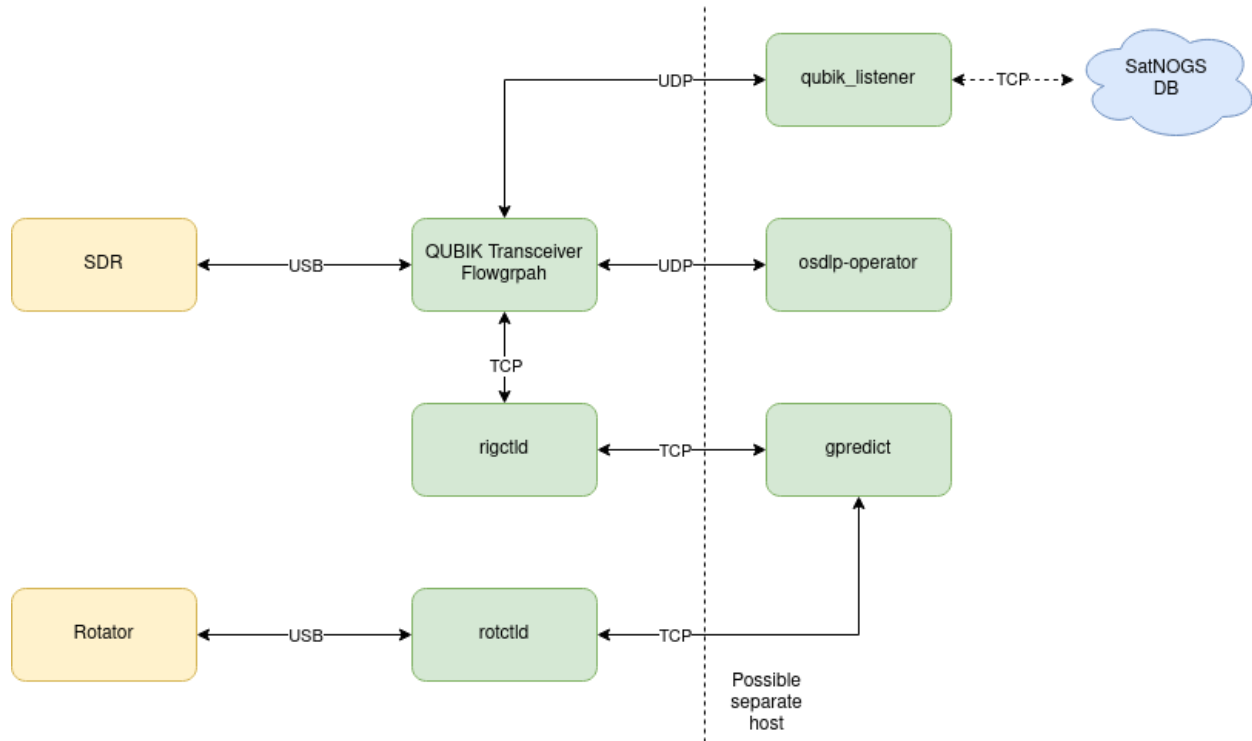 UDP
qubik_listener
TCP
SatNOGS
DB
SDR
USB
QUBIK Transceiver
Flowgrpah
UDP
osdlp-operator
TCP
rigctld
TCP
gpredict
Rotator
USB
rotctld
TCP
Possible
separate
host